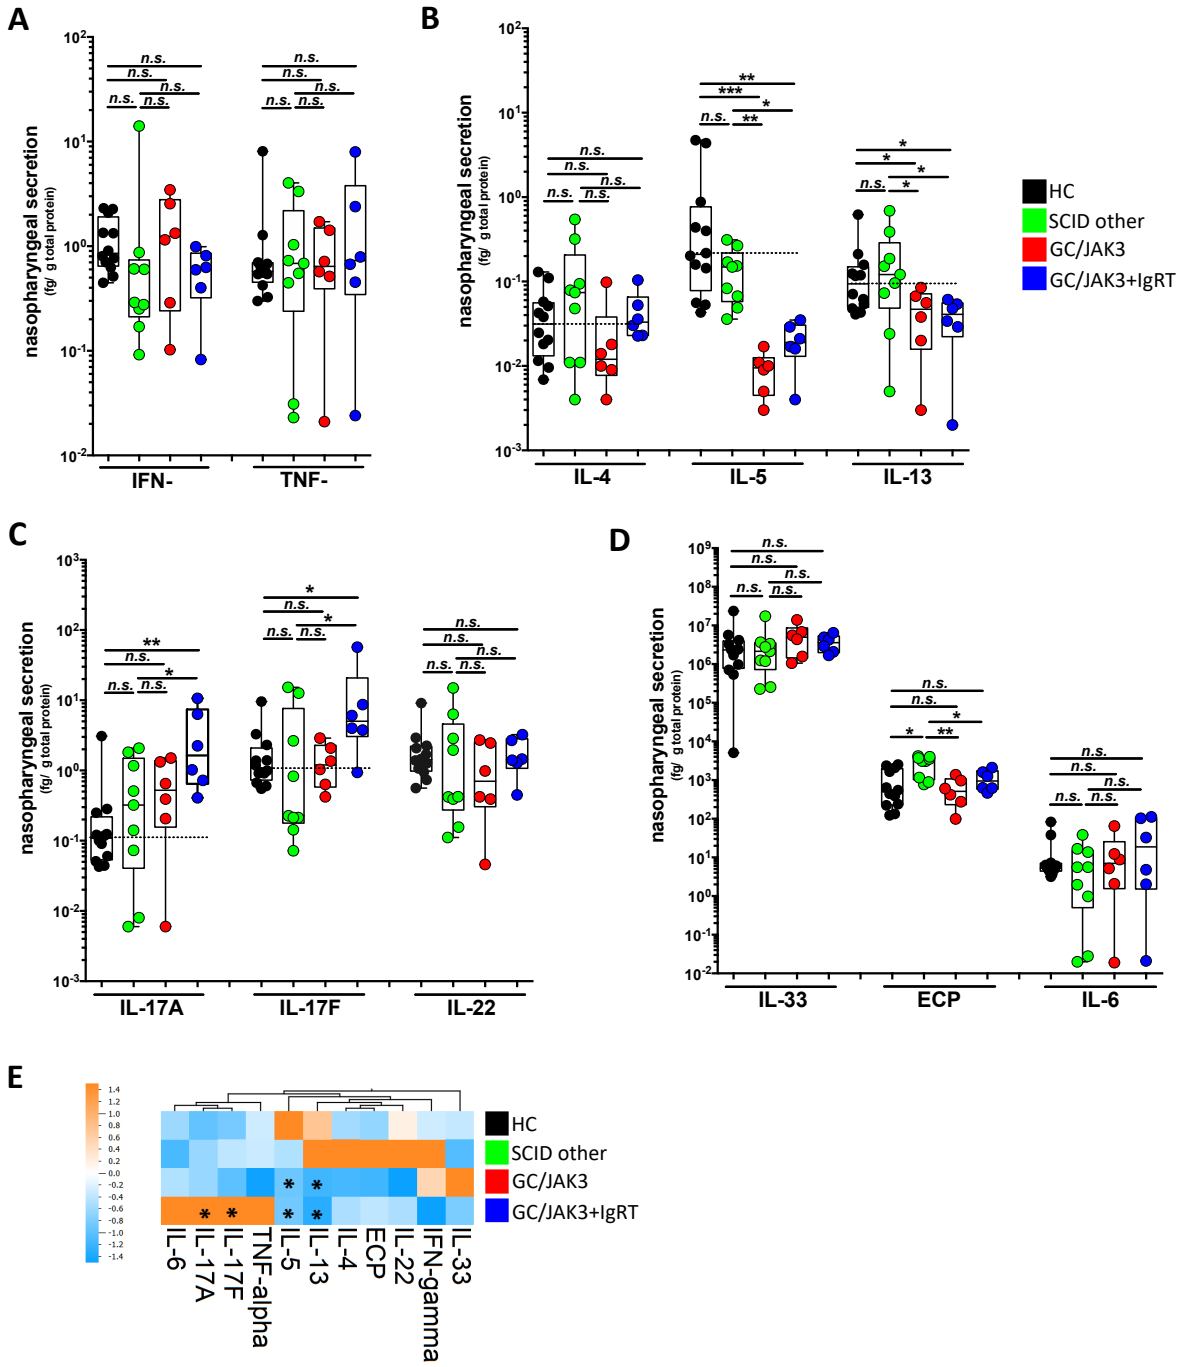 A
nasopharyngeal secretion
(fg/ g total protein)
10²
10¹
10⁰
10⁻¹
10⁻²
n.s.
n.s.
n.s.
n.s.
n.s.
n.s.
n.s.
n.s.
n.s.
n.s.
IFN-
TNF-
B
nasopharyngeal secretion
(fg/ g total protein)
10²
10¹
10⁰
10⁻¹
10⁻²
10⁻³
n.s.
n.s.
n.s.
n.s.
n.s.
**
***
*
n.s.
**
*
*
*
n.s.
*
IL-4
IL-5
IL-13
HC
SCID other
GC/JAK3
GC/JAK3+IgRT
C
nasopharyngeal secretion
(fg/ g total protein)
10³
10²
10¹
10⁰
10⁻¹
10⁻²
10⁻³
**
n.s.
*
n.s.
n.s.
*
n.s.
*
n.s.
n.s.
n.s.
n.s.
n.s.
n.s.
n.s.
IL-17A
IL-17F
IL-22
D
nasopharyngeal secretion
(fg/ g total protein)
10⁹
10⁸
10⁷
10⁶
10⁵
10⁴
10³
10²
10¹
10⁰
10⁻¹
10⁻²
n.s.
n.s.
n.s.
n.s.
n.s.
n.s.
n.s.
*
*
**
n.s.
n.s.
n.s.
n.s.
n.s.
IL-33
ECP
IL-6
E
1.4
1.2
1.0
0.8
0.6
0.4
0.2
0.0
-0.2
-0.4
-0.5
-0.8
-1.0
-1.2
-1.4
HC
SCID other
GC/JAK3
GC/JAK3+IgRT
* *
* * * *
IL-6
IL-17A
IL-17F
TNF-alpha
IL-5
IL-13
IL-4
ECP
IL-22
IFN-gamma
IL-33